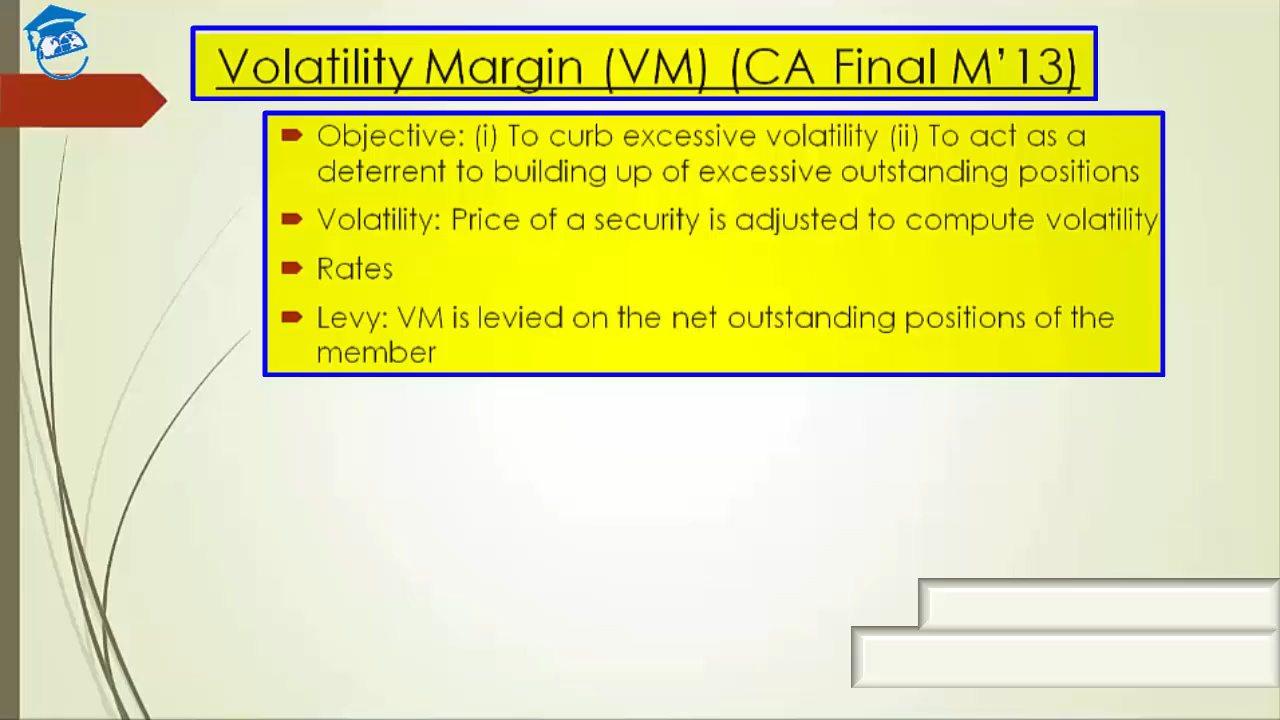 Volatility Margin (VM) (CA Final M’13)
Objective: (i) To curb excessive volatility (ii) To act as a
deterrent to building up of excessive outstanding positions
Volatility: Price of a security is adjusted to compute volatility
Rates
Levy: VM is levied on the net outstanding positions of the
member